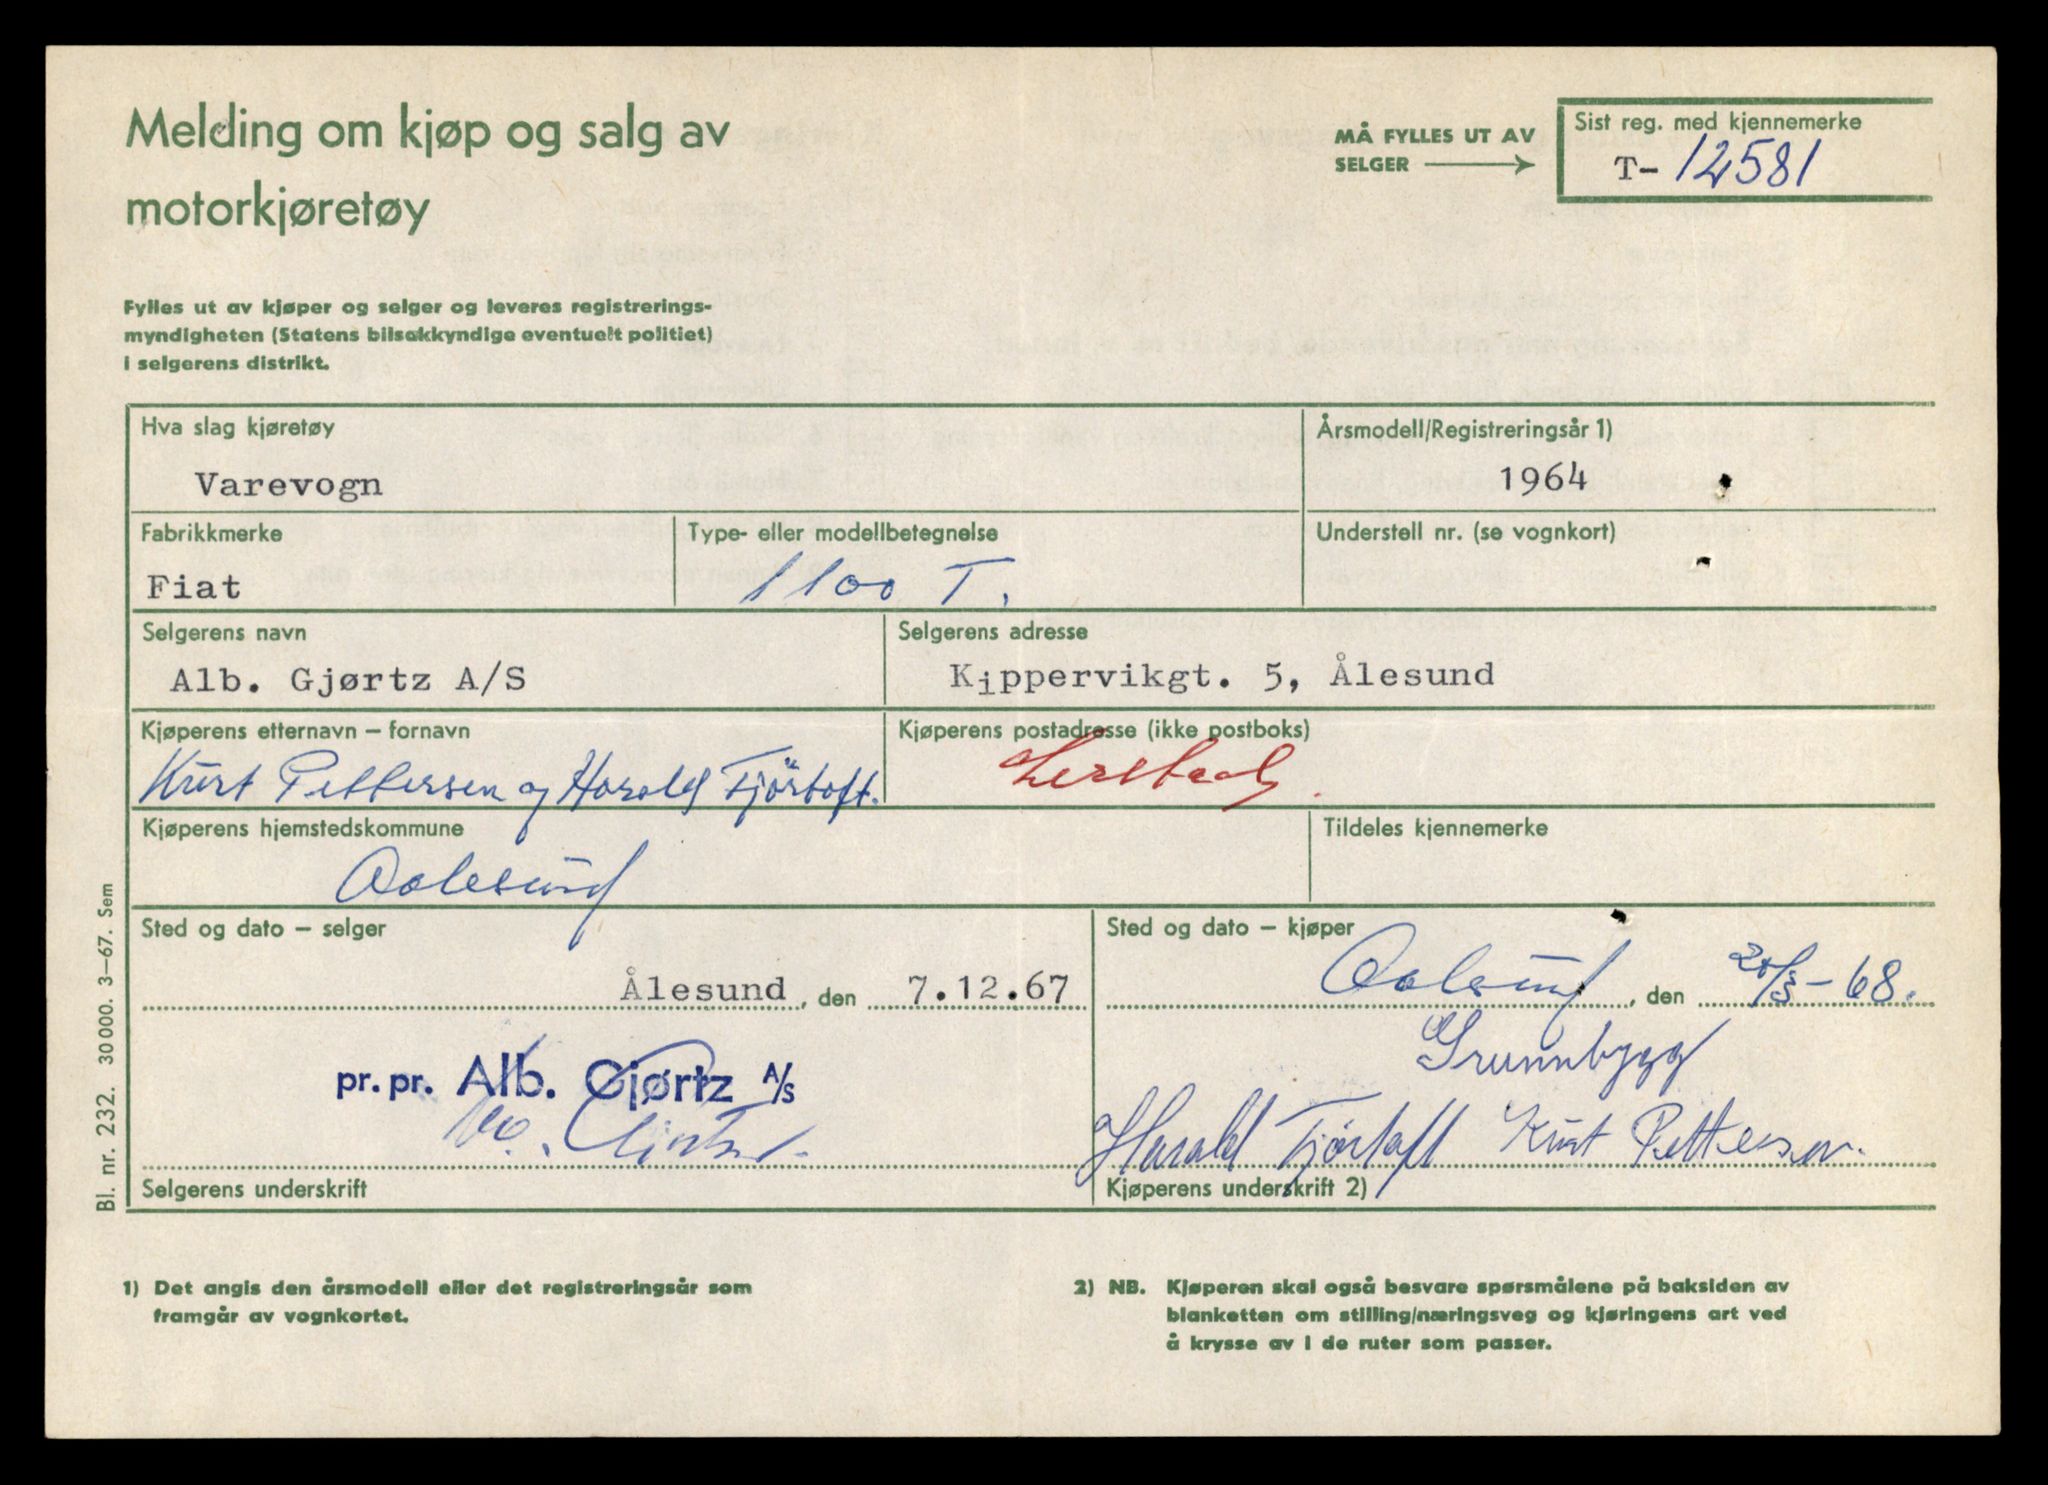 Melding om kjøp og salg av
motorkjøretøy
MÅ FYLLES UT AV
SELGER
Sist reg. med kjennemerke
T- 12581
Fylles ut av kjøper og selger og leveres registrerings-
myndigheten (Statens bilsakkyndige eventuelt politiet)
i selgerens distrikt.
Hva slag kjøretøy
Varevogn
Årsmodell/Registreringsår 1)
1964
Fabrikkmerke
Fiat
Type- eller modellbetegnelse
1100 T.
Understell nr. (se vognkort)
Selgerens navn
Alb. Gjørtz A/S
Selgerens adresse
Kippervikgt. 5, Ålesund
Kjøperens etternavn – fornavn
Kurt Pettersen og Harald Fjörtoft.
Kjøperens postadresse (ikke postboks)
Lerstad
Kjøperens hjemstedskommune
Aalesund
Tildeles kjennemerke
Sted og dato – selger
Ålesund, den 7.12.67
pr. pr. Alb. Gjørtz A/S
Selgerens underskrift
Sted og dato – kjøper
Aalesund, den 20/3-68.
Grunnbygg
Harald Fjörtoft Kurt Pettersen.
Kjøperens underskrift 2)
Bl. nr. 232. 30 000. 3–67. Sem
1) Det angis den årsmodell eller det registreringsår som
framgår av vognkortet.
2) NB. Kjøperen skal også besvare spørsmålene på baksiden av
blanketten om stilling/næringsveg og kjøringens art ved
å krysse av i de ruter som passer.